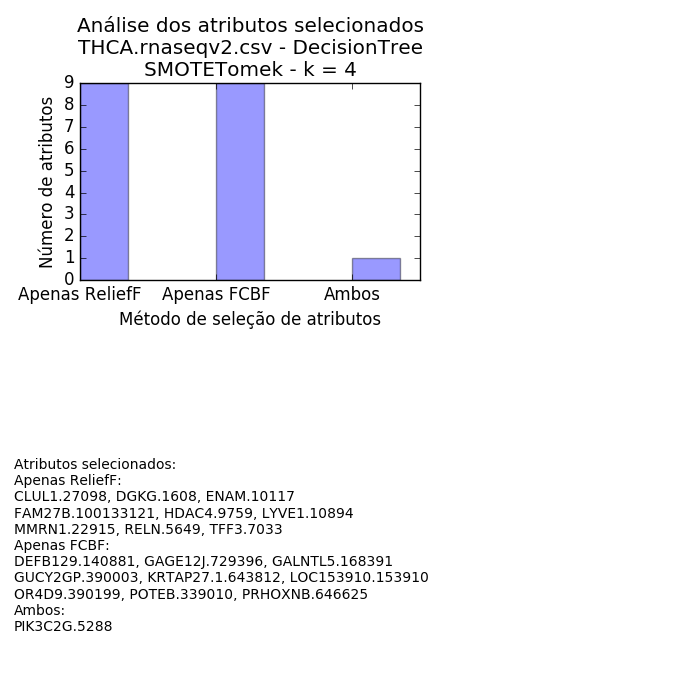 Análise dos atributos selecionados
THCA.rnaseqv2.csv - DecisionTree
SMOTETomek - k = 4
9
8
7
6
5
4
3
2
1
0
Número de atributos
Apenas ReliefF Apenas FCBF Ambos
Método de seleção de atributos
Atributos selecionados:
Apenas ReliefF:
CLUL1.27098, DGKG.1608, ENAM.10117
FAM27B.100133121, HDAC4.9759, LYVE1.10894
MMRN1.22915, RELN.5649, TFF3.7033
Apenas FCBF:
DEFB129.140881, GAGE12J.729396, GALNTL5.168391
GUCY2GP.390003, KRTAP27.1.643812, LOC153910.153910
OR4D9.390199, POTEB.339010, PRHOXNB.646625
Ambos:
PIK3C2G.5288